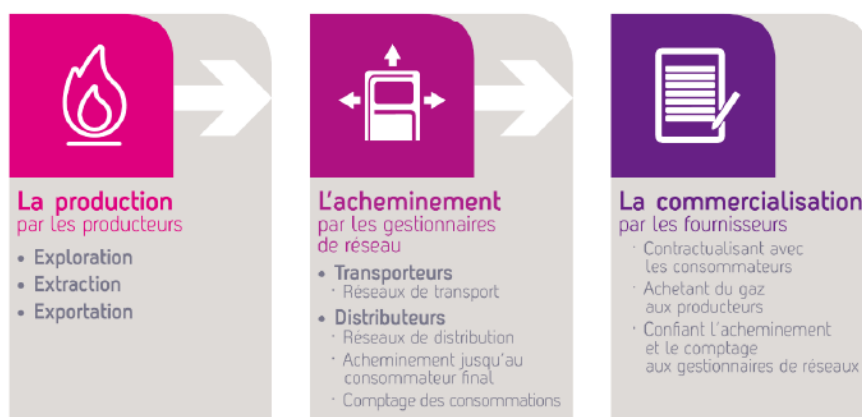 La production
par les producteurs
• Exploration
• Extraction
• Exportation
L'acheminement
par les gestionnaires
de réseau
• Transporteurs
· Réseaux de transport
• Distributeurs
· Réseaux de distribution
· Acheminement jusqu'au
consommateur final
· Comptage des consommations
La commercialisation
par les fournisseurs
· Contractualisant avec
les consommateurs
· Achetant du gaz
aux producteurs
· Confiant l'acheminement
et le comptage
aux gestionnaires de réseaux